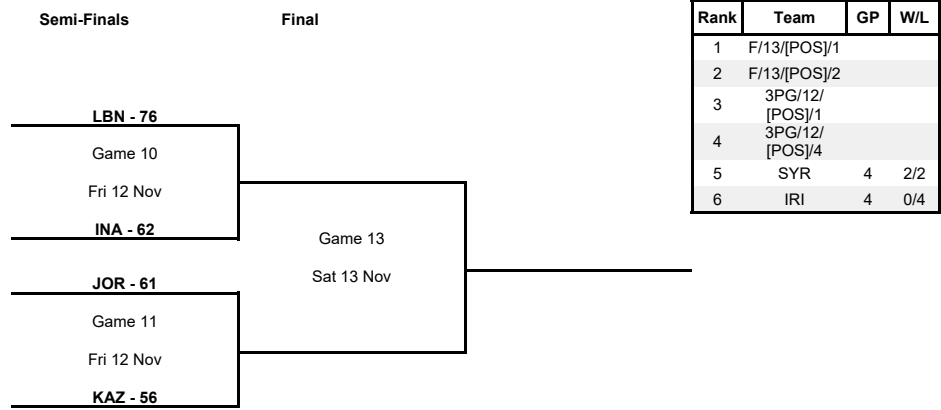 Semi-Finals Final
LBN - 76
Game 10
Fri 12 Nov
INA - 62
JOR - 61
Game 11
Fri 12 Nov
KAZ - 56
Game 13
Sat 13 Nov
Rank Team GP W/L
1 F/13/[POS]/1
2 F/13/[POS]/2
3 3PG/12/
[POS]/1
4 3PG/12/
[POS]/4
5 SYR 4 2/2
6 IRI 4 0/4